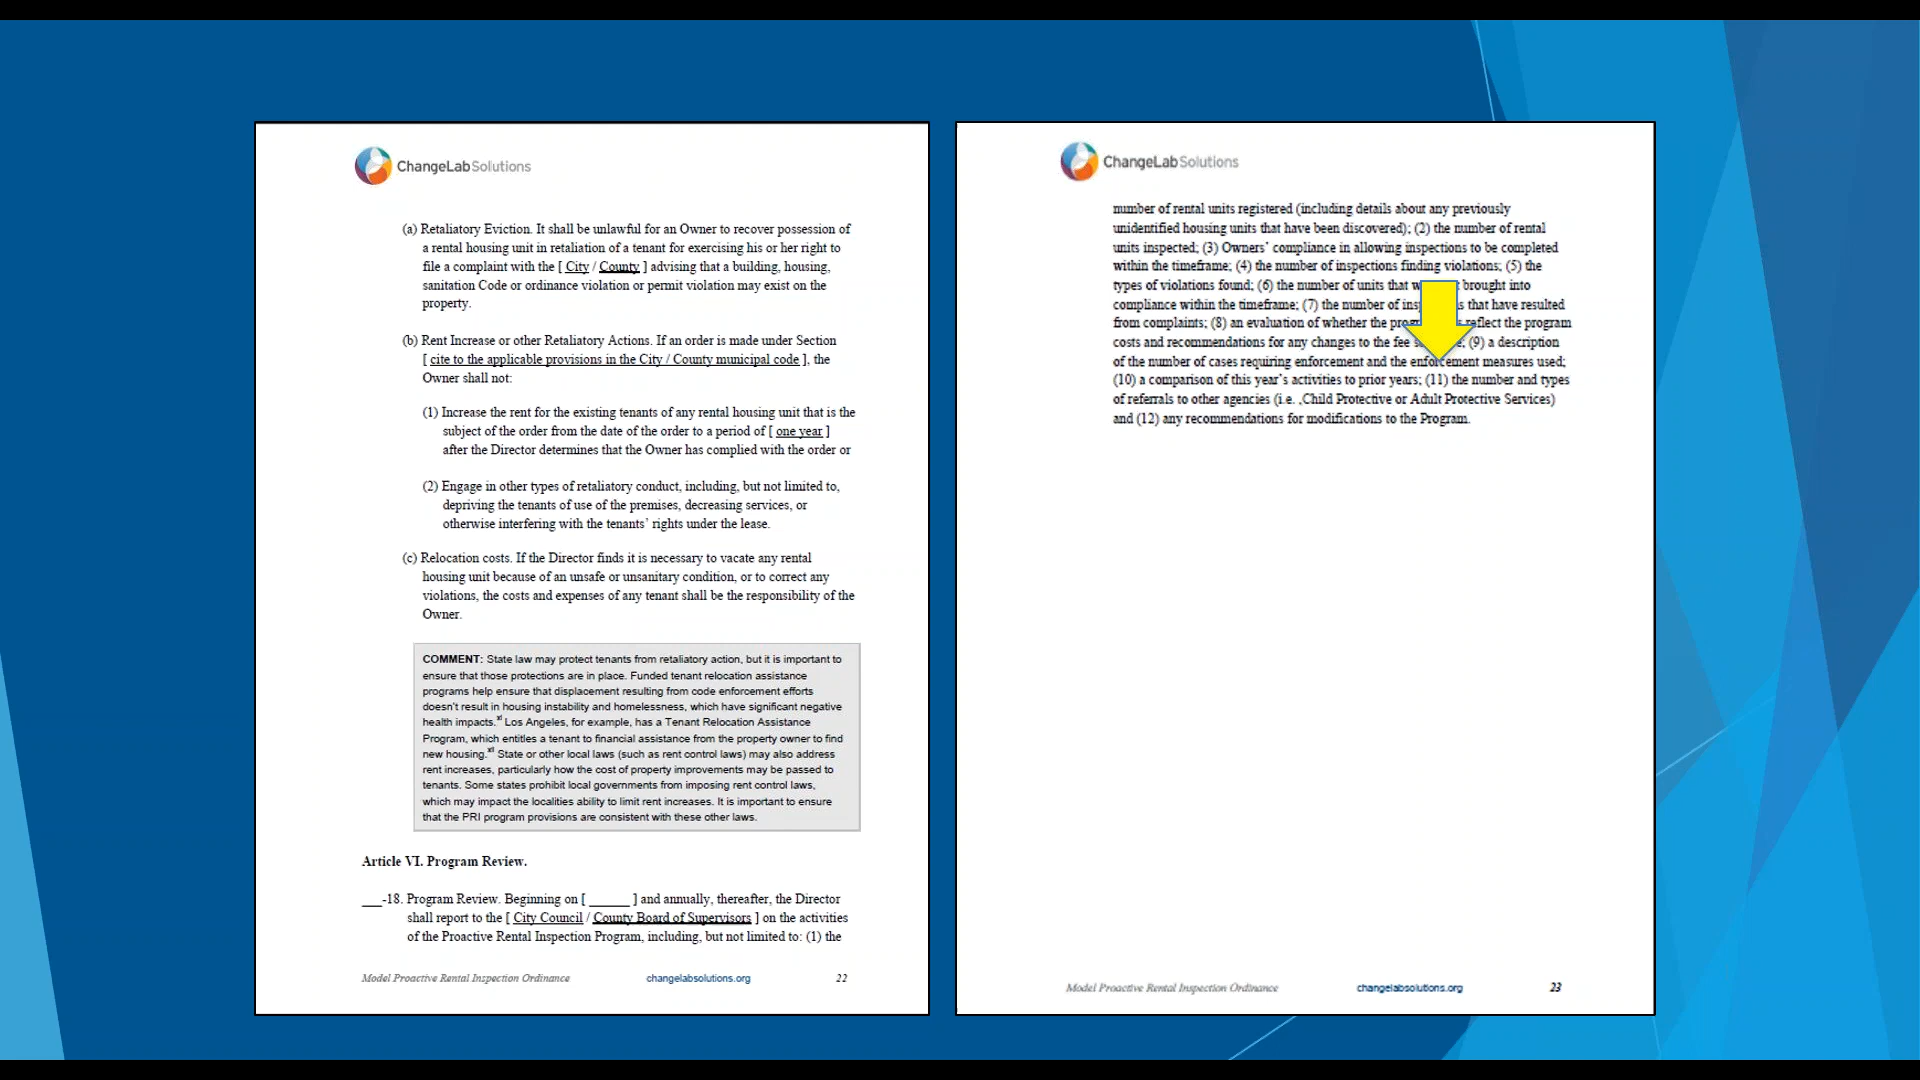 ChangeLabSolutions
(a) Retaliatory Eviction. It shall be unlawful for an Owner to recover possession of
a rental housing unit in retaliation of a tenant for exercising his or her right to
file a complaint with the [ City / County ] advising that a building, housing,
sanitation Code or ordinance violation or permit violation may exist on the
property.
(b) Rent Increase or other Retaliatory Actions. If an order is made under Section
[ cite to the applicable provisions in the City / County municipal code ], the
Owner shall not:
(1) Increase the rent for the existing tenants of any rental housing unit that is the
subject of the order from the date of the order to a period of [ one year ]
after the Director determines that the Owner has complied with the order or
(2) Engage in other types of retaliatory conduct, including, but not limited to,
depriving the tenants of use of the premises, decreasing services, or
otherwise interfering with the tenants' rights under the lease.
(c) Relocation costs. If the Director finds it is necessary to vacate any rental
housing unit because of an unsafe or unsanitary condition, or to correct any
violations, the costs and expenses of any tenant shall be the responsibility of the
Owner.
COMMENT: State law may protect tenants from retaliatory action, but it is important to
ensure that those protections are in place. Funded tenant relocation assistance
programs help ensure that displacement resulting from code enforcement efforts
doesn't result in housing instability and homelessness, which have significant negative
health impacts.xi Los Angeles, for example, has a Tenant Relocation Assistance
Program, which entitles a tenant to financial assistance from the property owner to find
new housing. State or other local laws (such as rent control laws) may also address
rent increases, particularly how the cost of property improvements may be passed to
tenants. Some states prohibit local governments from imposing rent control laws,
which may impact the localities ability to limit rent increases. It is important to ensure
that the PRI program provisions are consistent with these other laws.
Article VI. Program Review.
___-18. Program Review. Beginning on [ ______ ] and annually, thereafter, the Director
shall report to the [ City Council / County Board of Supervisors ] on the activities
of the Proactive Rental Inspection Program, including, but not limited to: (1) the
Model Proactive Rental Inspection Ordinance changelabsolutions.org 22
ChangeLabSolutions
number of rental units registered (including details about any previously
unidentified housing units that have been discovered); (2) the number of rental
units inspected; (3) Owners' compliance in allowing inspections to be completed
within the timeframe; (4) the number of inspections finding violations; (5) the
types of violations found; (6) the number of units that brought into
compliance within the timeframe; (7) the number of that have resulted
from complaints; (8) an evaluation of whether the reflect the program
costs and recommendations for any changes to the fee (9) a description
of the number of cases requiring enforcement and the enforcement measures used;
(10) a comparison of this year's activities to prior years; (11) the number and types
of referrals to other agencies (i.e. ,Child Protective or Adult Protective Services)
and (12) any recommendations for modifications to the Program.
Model Proactive Rental Inspection Ordinance changelabsolutions.org 23